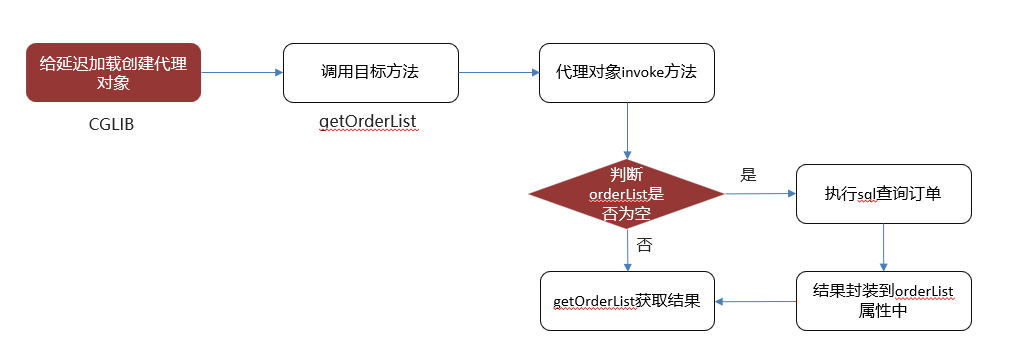 给延迟加载创建代理
对象
CGLIB
调用目标方法
getOrderList
代理对象invoke方法
判断
orderList是
否为空
是
执行sql查询订单
否
getOrderList获取结果
结果封装到orderList
属性中